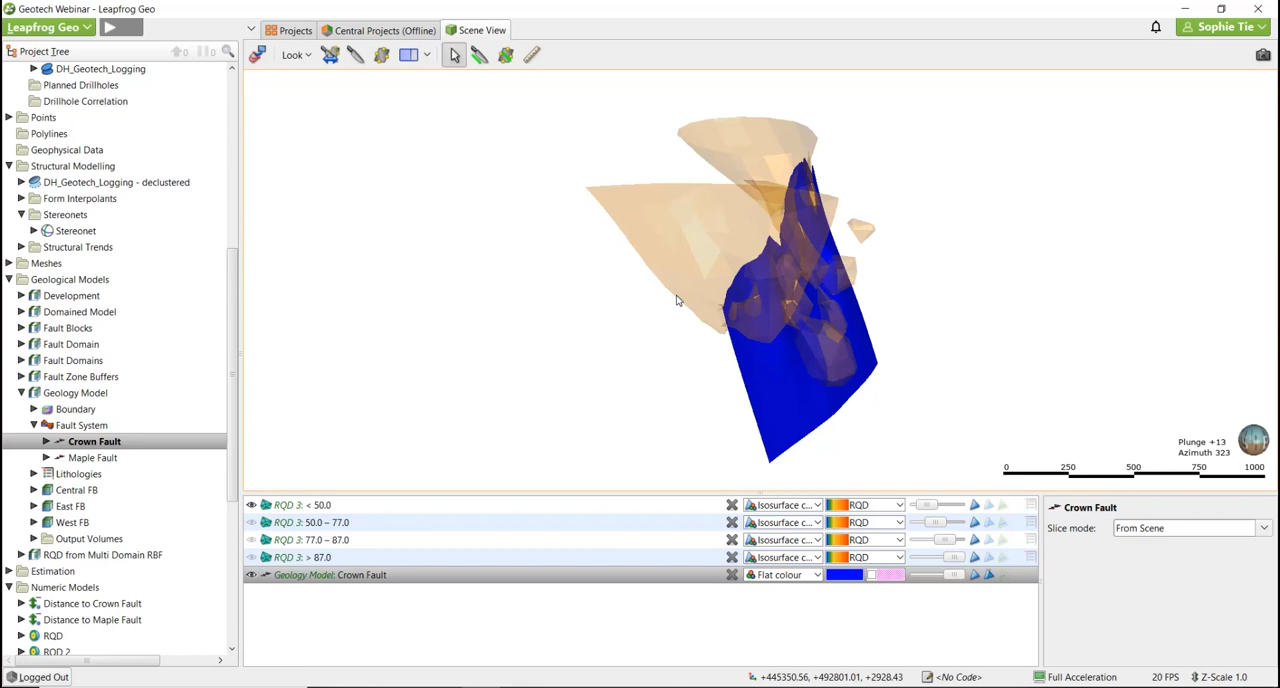 Geotech Webinar - Leapfrog Geo
Leapfrog Geo
Projects
Central Projects (Offline)
Scene View
Sophie Tie
Project Tree
0
0
Look
DH_Geotech_Logging
Planned Drillholes
Drillhole Correlation
Points
Polylines
Geophysical Data
Structural Modelling
DH_Geotech_Logging - declustered
Form Interpolants
Stereonets
Stereonet
Structural Trends
Meshes
Geological Models
Development
Domained Model
Fault Blocks
Fault Domain
Fault Domains
Fault Zone Buffers
Geology Model
Boundary
Fault System
Crown Fault
Maple Fault
Lithologies
Central FB
East FB
West FB
Output Volumes
RQD from Multi Domain RBF
Estimation
Numeric Models
Distance to Crown Fault
Distance to Maple Fault
RQD
RQD 2
Plunge +13
Azimuth 323
0 250 500 750 1000
RQD 3: < 50.0 Isosurface c... RQD
RQD 3: 50.0 – 77.0 Isosurface c... RQD
RQD 3: 77.0 – 87.0 Isosurface c... RQD
RQD 3: > 87.0 Isosurface c... RQD
Geology Model: Crown Fault Flat colour
Crown Fault
Slice mode: From Scene
Logged Out
+445350.56, +492801.01, +2928.43
<No Code>
Full Acceleration
20 FPS
Z-Scale 1.0